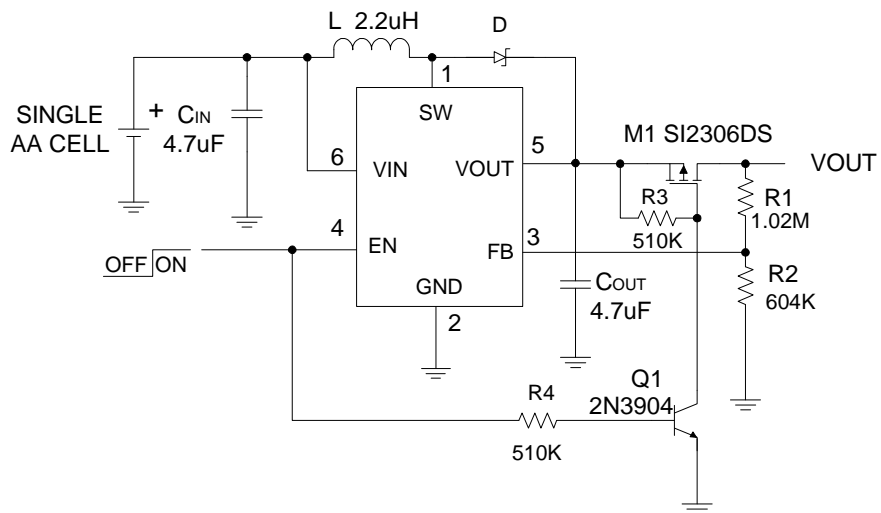 L 2.2uH
D
1
SW
SINGLE
AA CELL
+
CIN
4.7uF
6
VIN
VOUT
5
M1 SI2306DS
VOUT
R3
510K
R1
1.02M
4
EN
FB
3
OFF
ON
GND
2
COUT
4.7uF
R2
604K
R4
510K
Q1
2N3904